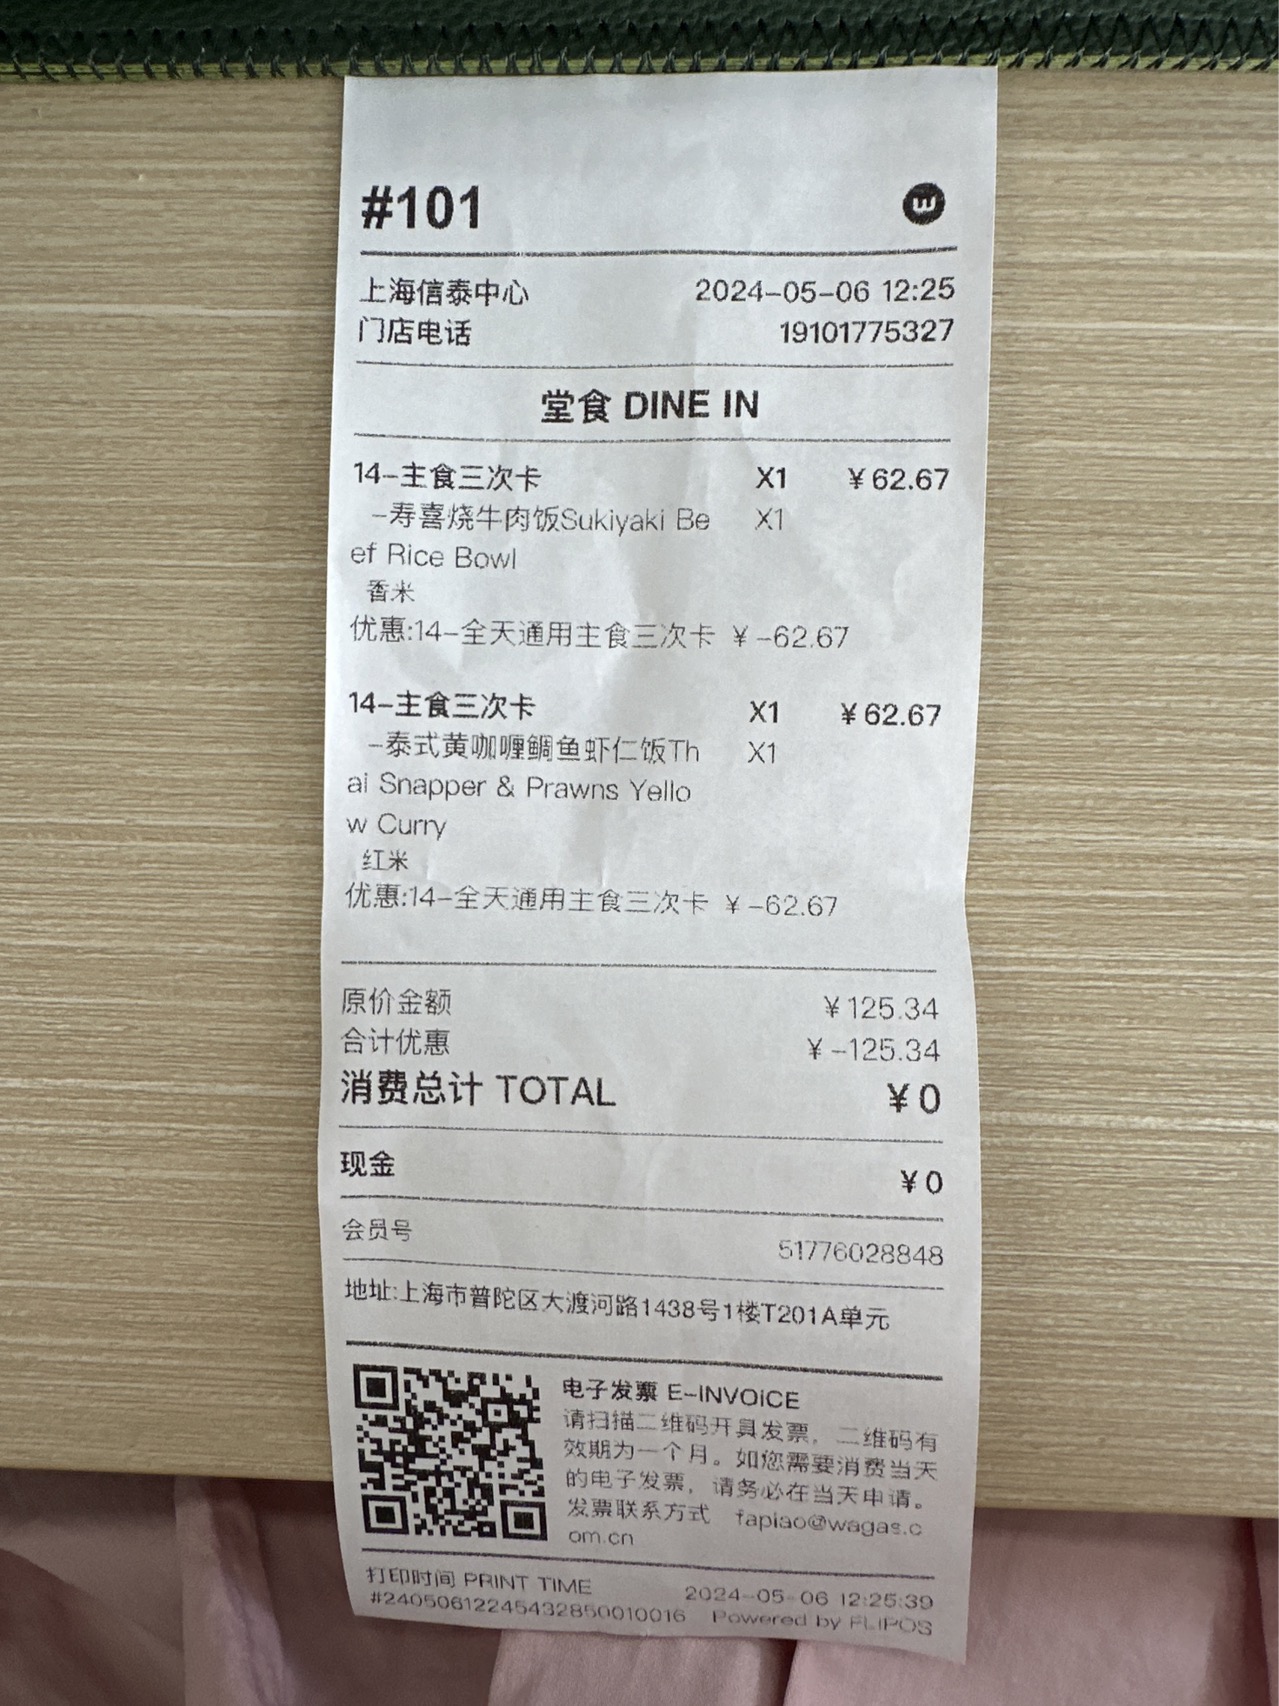 #101
上海信泰中心 2024-05-06 12:25
门店电话 19101775327
堂食 DINE IN
14-主食三次卡 X1 ¥62.67
-寿喜烧牛肉饭Sukiyaki Be X1
ef Rice Bowl
香米
优惠:14-全天通用主食三次卡 ¥-62.67
14-主食三次卡 X1 ¥62.67
-泰式黄咖喱鲷鱼虾仁饭Th X1
ai Snapper & Prawns Yello
w Curry
红米
优惠:14-全天通用主食三次卡 ¥-62.67
原价金额 ¥125.34
合计优惠 ¥-125.34
消费总计 TOTAL ¥0
现金 ¥0
会员号 51776028848
地址:上海市普陀区大渡河路1438号1楼T201A单元
电子发票 E-INVOiCE
请扫描二维码开具发票，二维码有
效期为一个月。如您需要消费当天
的电子发票，请务必在当天申请。
发票联系方式 fapiao@wagas.c
om.cn
打印时间 PRINT TIME 2024-05-06 12:25:39
#2405061224543285001​0016 Powered by FLIPOS